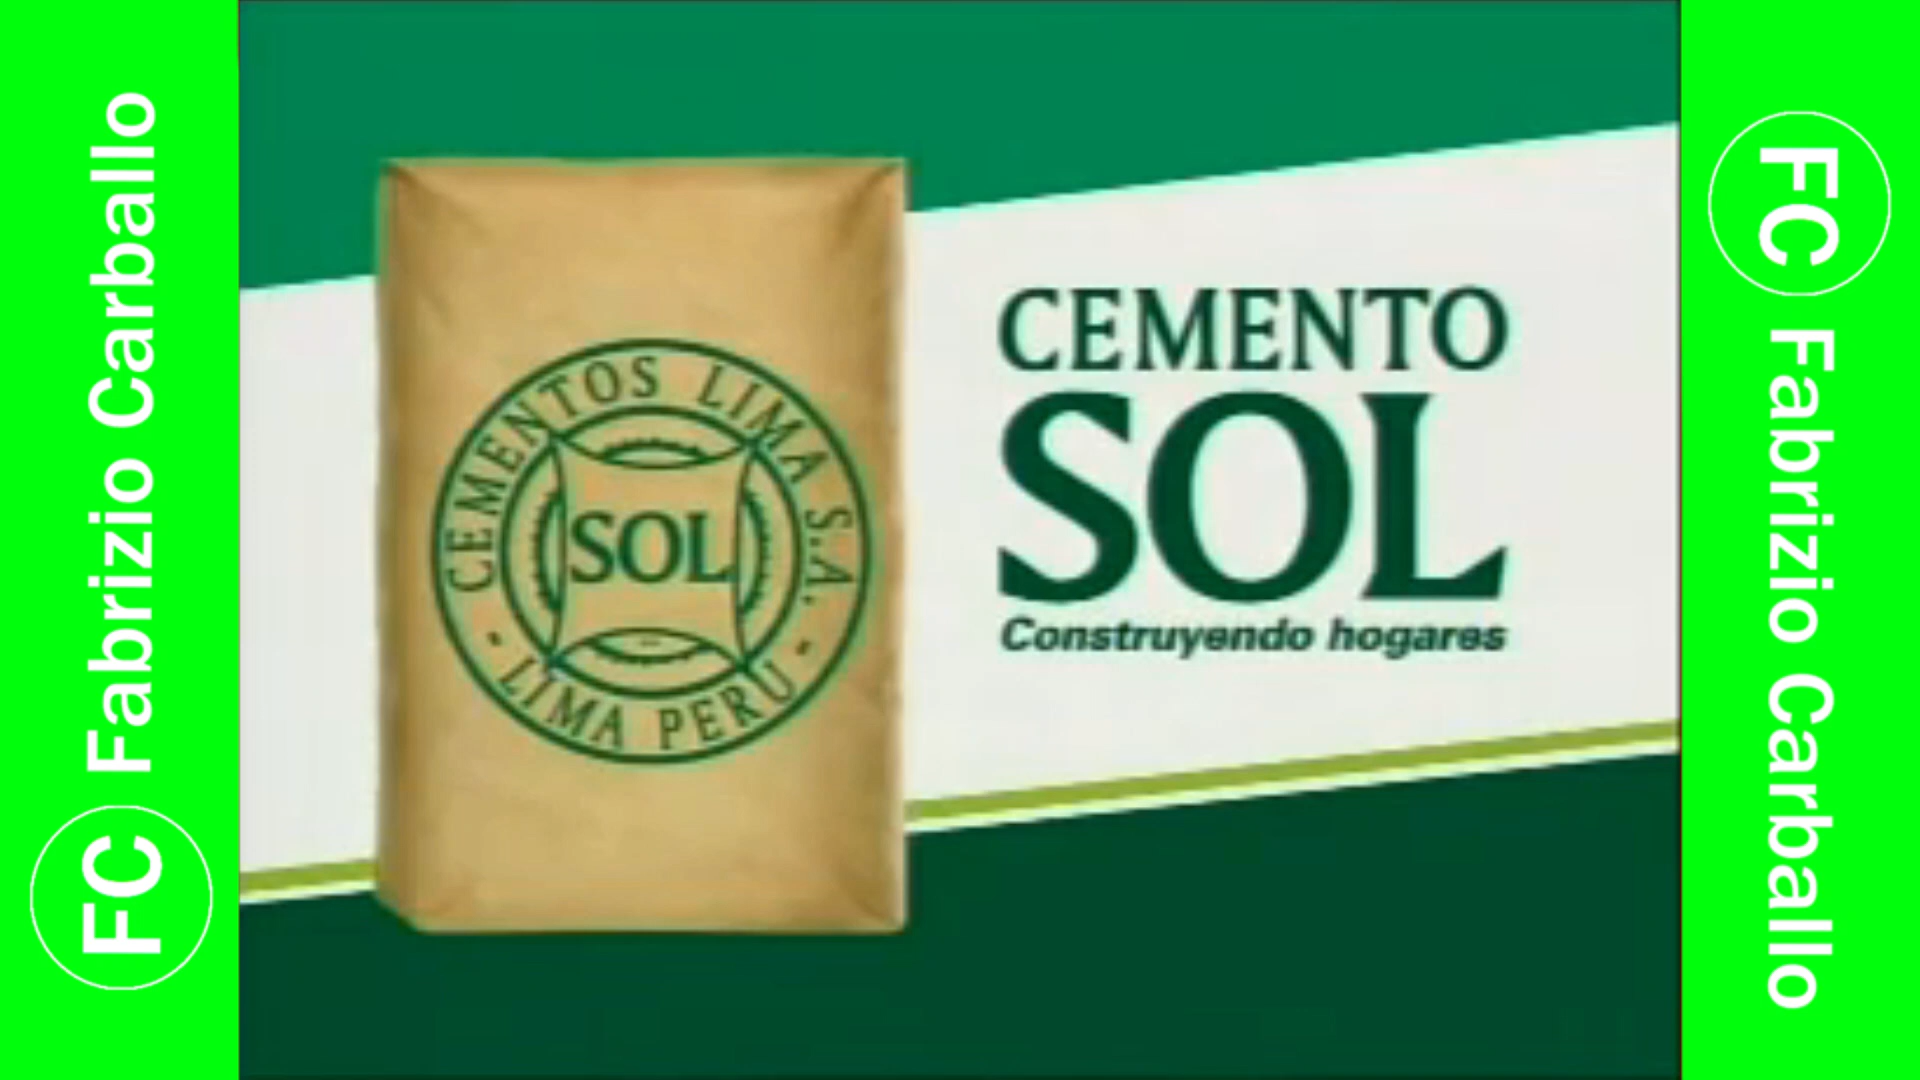 FC Fabrizio Carballo
CEMENTOS LIMA S.A.
SOL
- LIMA PERU -
CEMENTO
SOL
Construyendo hogares
FC Fabrizio Carballo